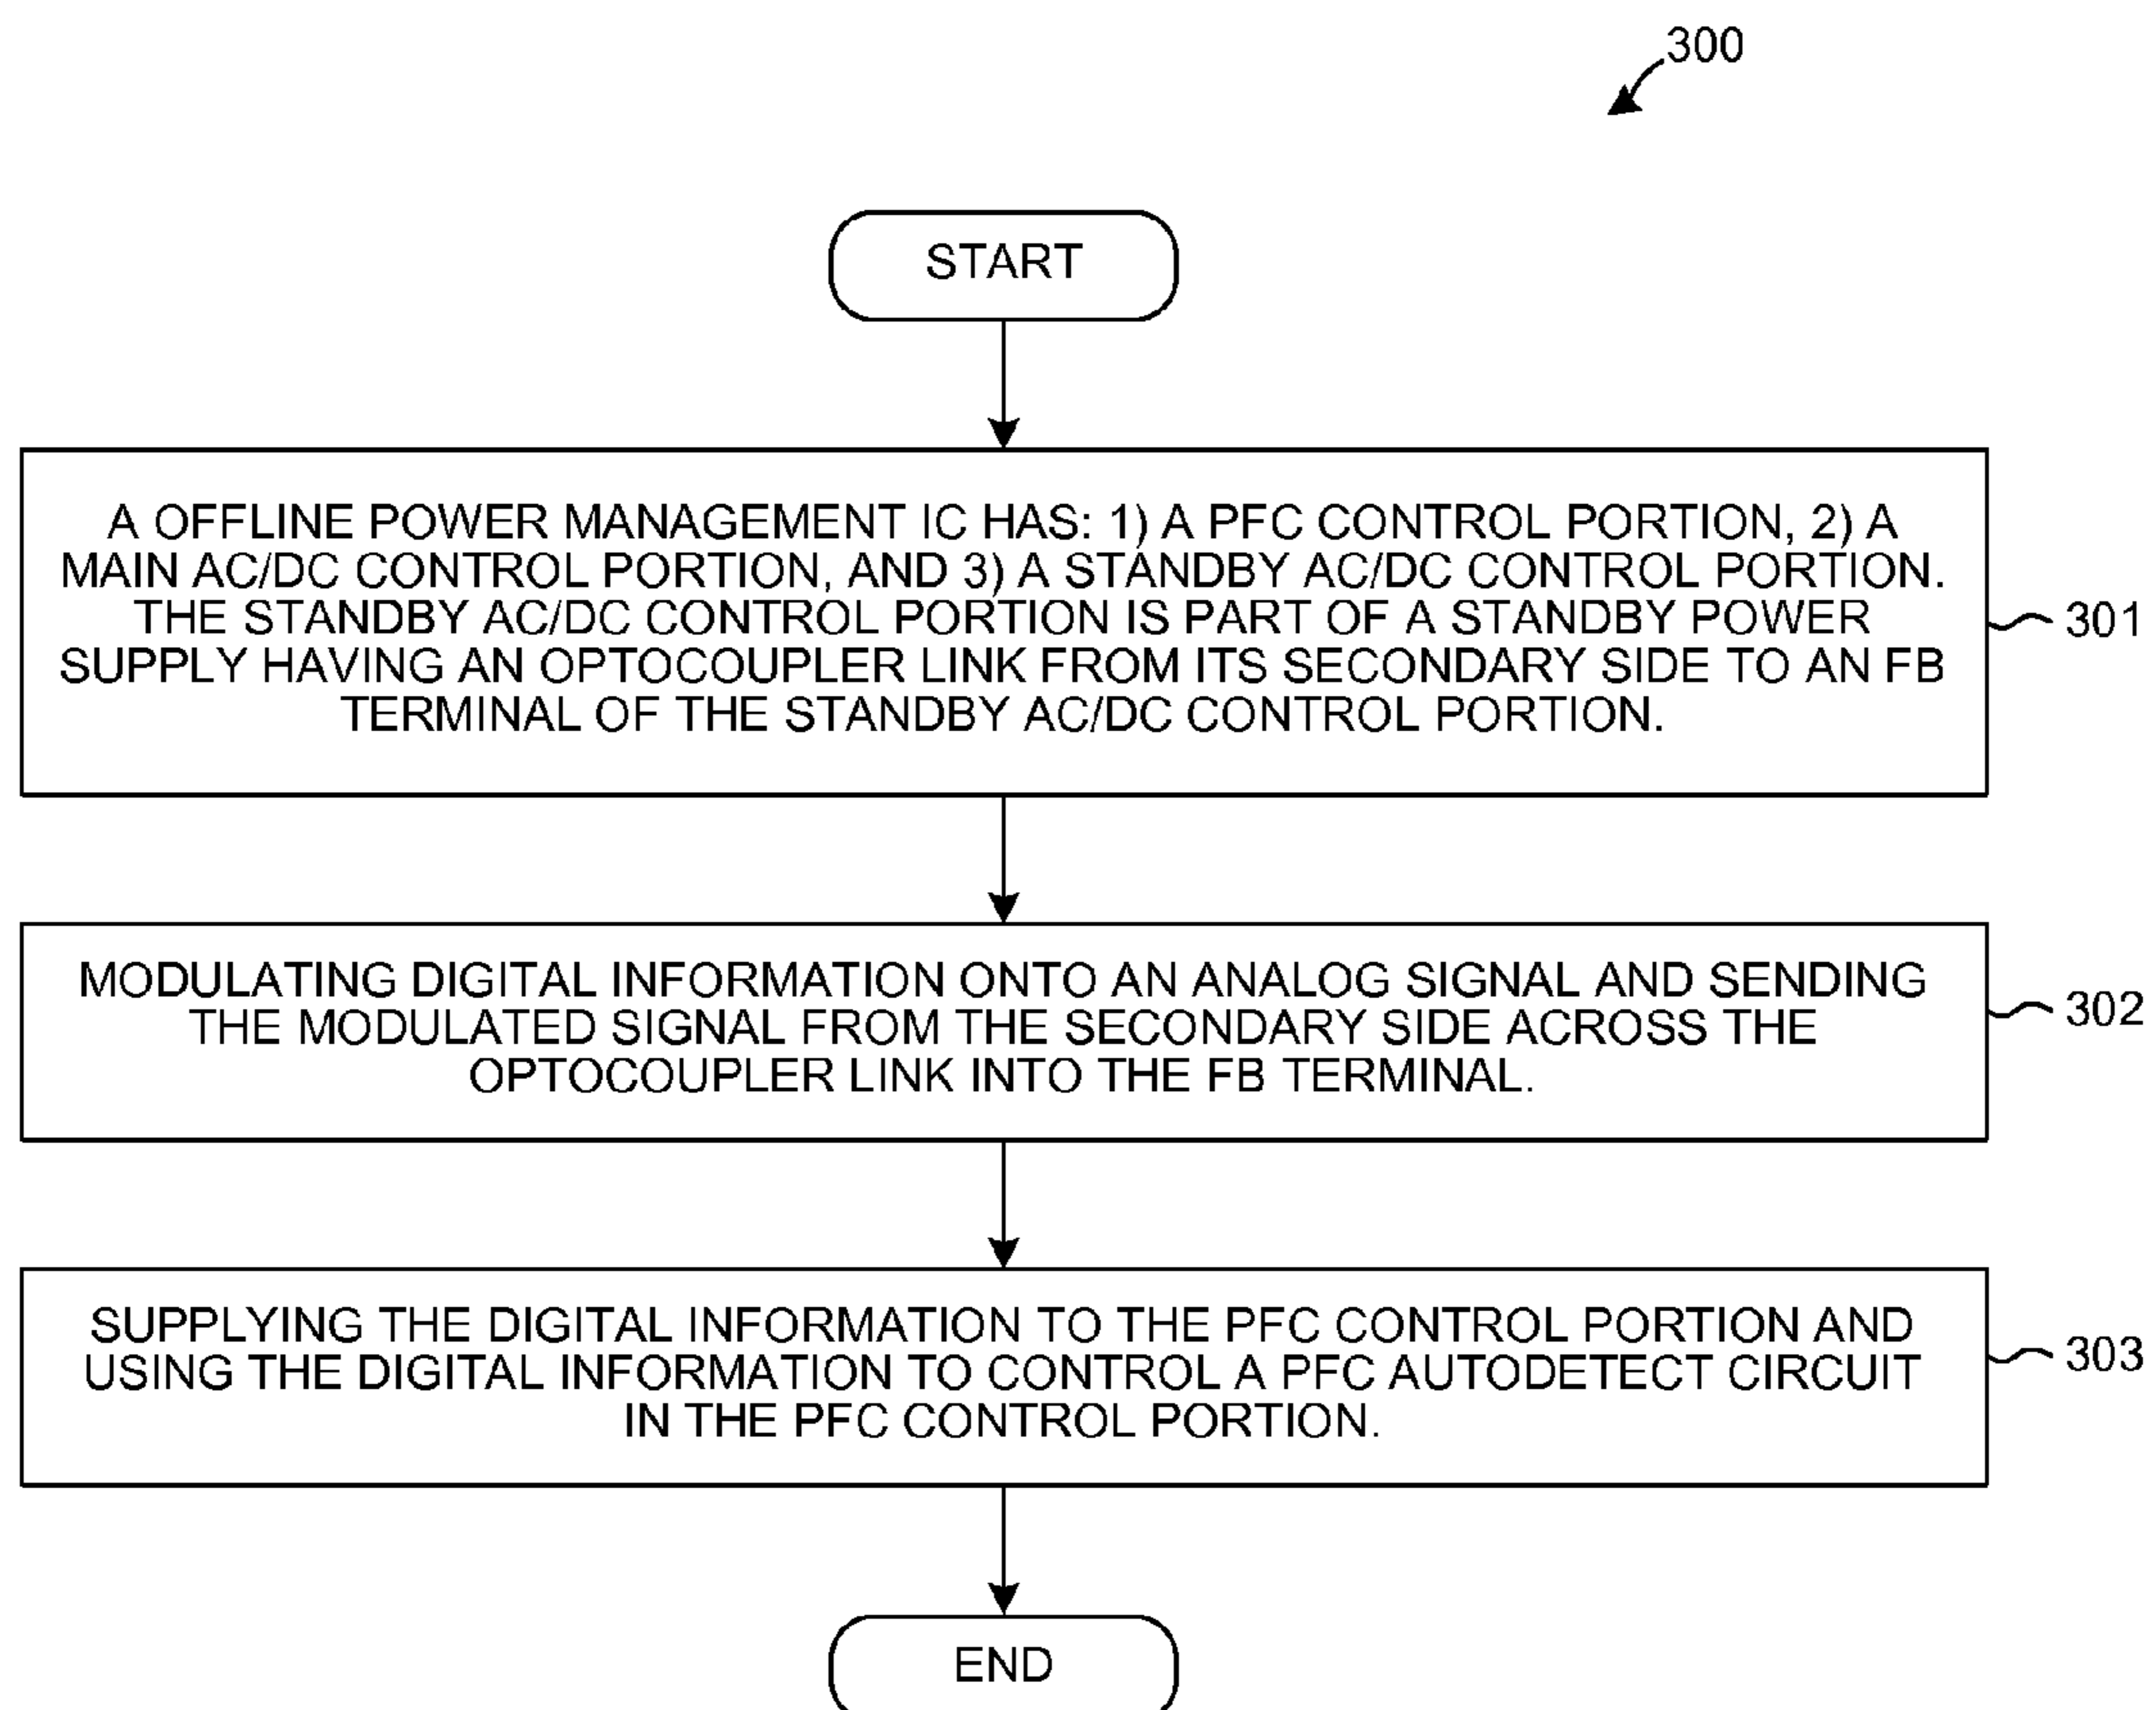 300
START
A OFFLINE POWER MANAGEMENT IC HAS: 1) A PFC CONTROL PORTION, 2) A
MAIN AC/DC CONTROL PORTION, AND 3) A STANDBY AC/DC CONTROL PORTION.
THE STANDBY AC/DC CONTROL PORTION IS PART OF A STANDBY POWER
SUPPLY HAVING AN OPTOCOUPLER LINK FROM ITS SECONDARY SIDE TO AN FB
TERMINAL OF THE STANDBY AC/DC CONTROL PORTION.
301
MODULATING DIGITAL INFORMATION ONTO AN ANALOG SIGNAL AND SENDING
THE MODULATED SIGNAL FROM THE SECONDARY SIDE ACROSS THE
OPTOCOUPLER LINK INTO THE FB TERMINAL.
302
SUPPLYING THE DIGITAL INFORMATION TO THE PFC CONTROL PORTION AND
USING THE DIGITAL INFORMATION TO CONTROL A PFC AUTODETECT CIRCUIT
IN THE PFC CONTROL PORTION.
303
END